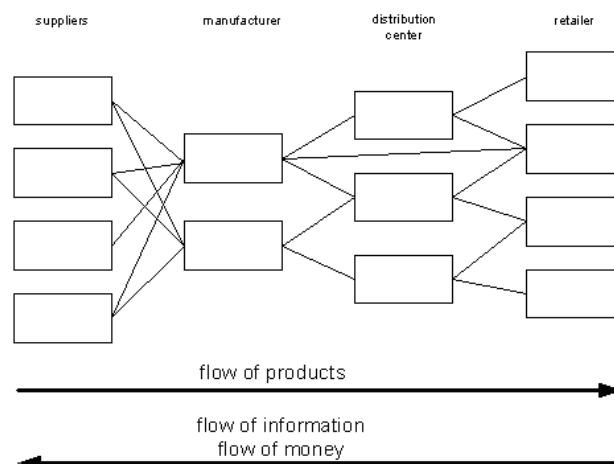 suppliers
manufacturer
distribution
center
retailer
flow of products
flow of information
flow of money